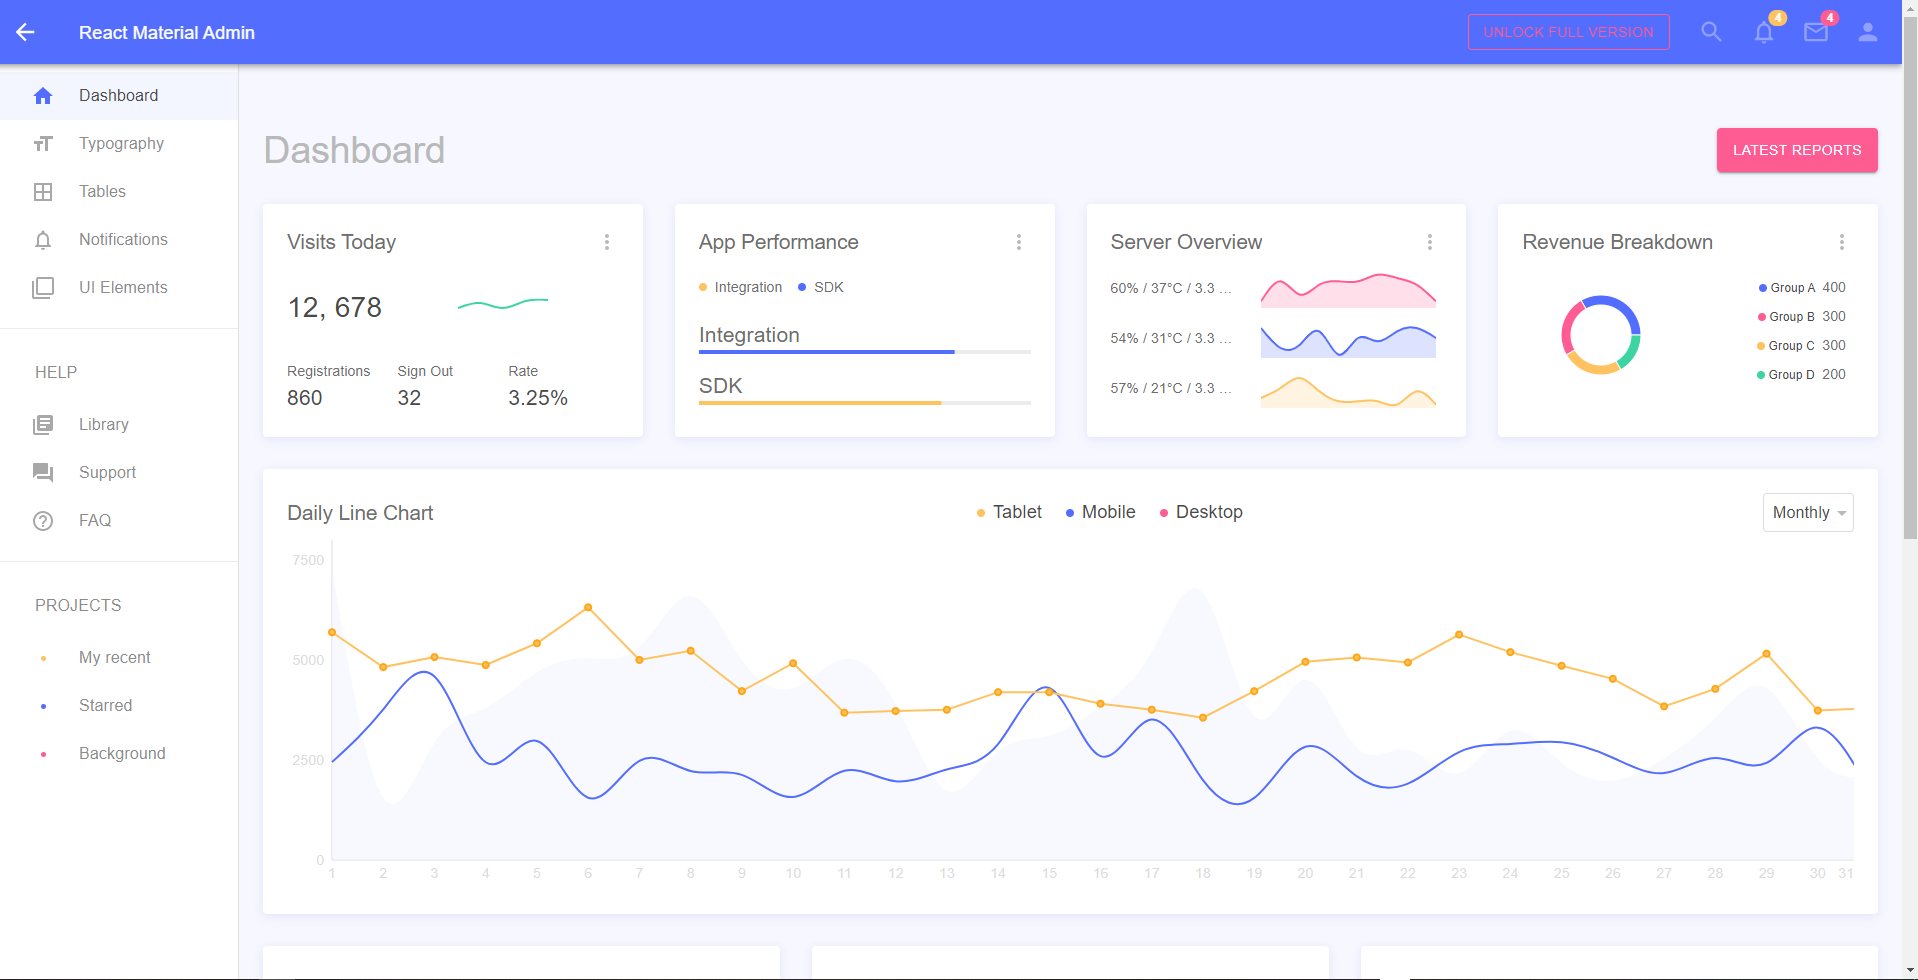 React Material Admin
UNLOCK FULL VERSION
4
4
Dashboard
Typography
Tables
Notifications
UI Elements
HELP
Library
Support
FAQ
PROJECTS
My recent
Starred
Background
Dashboard
LATEST REPORTS
Visits Today
12, 678
Registrations Sign Out Rate
860 32 3.25%
App Performance
Integration SDK
Integration
SDK
Server Overview
60% / 37°C / 3.3 ...
54% / 31°C / 3.3 ...
57% / 21°C / 3.3 ...
Revenue Breakdown
Group A 400
Group B 300
Group C 300
Group D 200
Daily Line Chart
Tablet Mobile Desktop
Monthly
7500
5000
2500
0
1 2 3 4 5 6 7 8 9 10 11 12 13 14 15 16 17 18 19 20 21 22 23 24 25 26 27 28 29 30 31